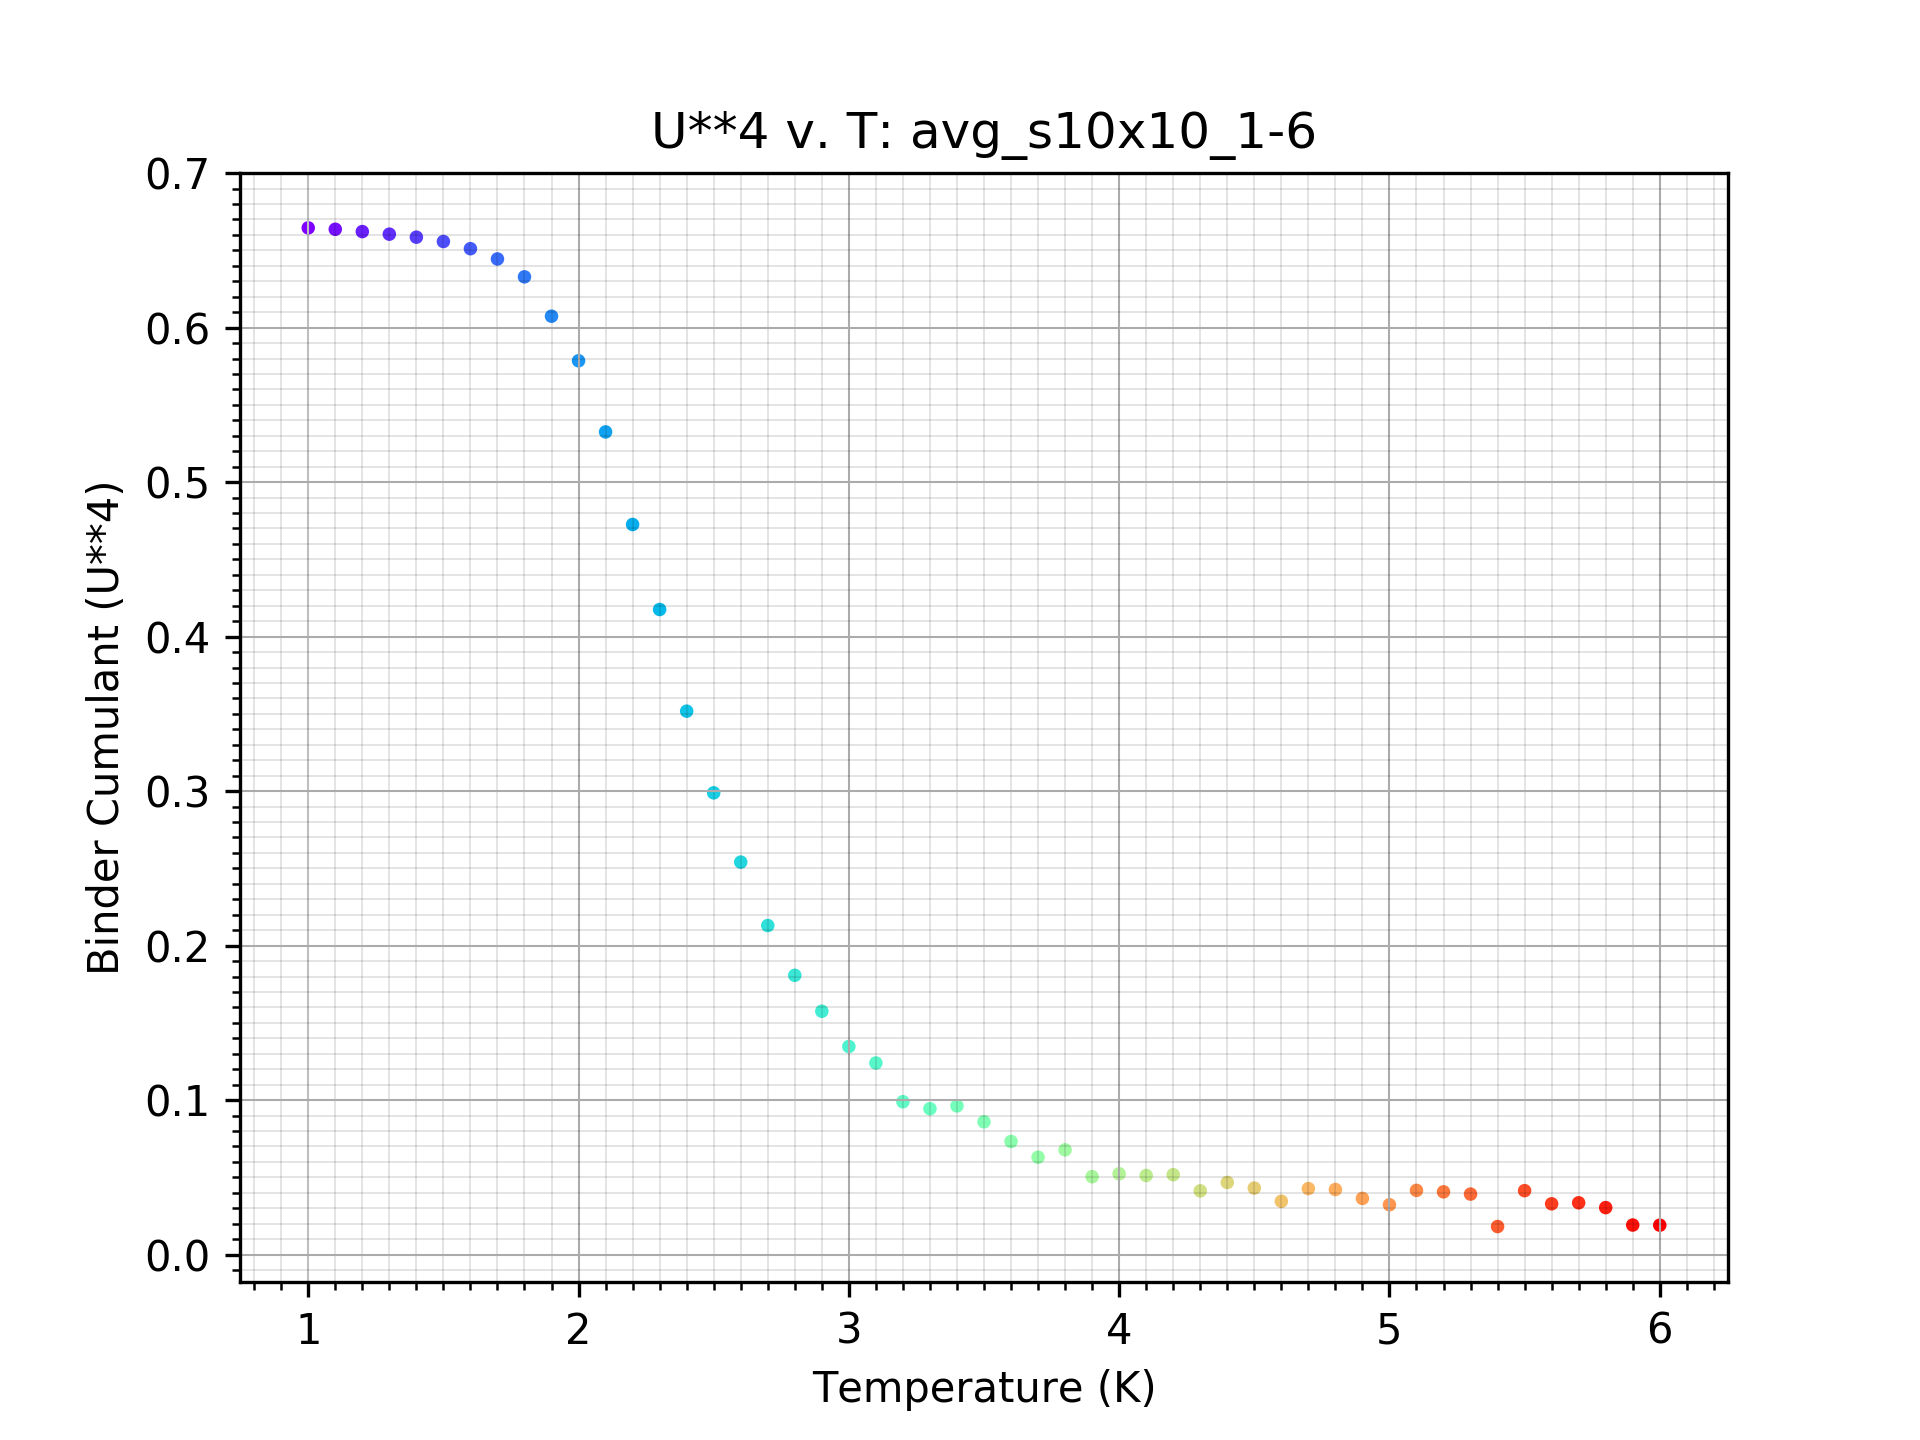 U**4 v. T: avg_s10x10_1-6
Binder Cumulant (U**4)
0.7
0.6
0.5
0.4
0.3
0.2
0.1
0.0
1 2 3 4 5 6
Temperature (K)